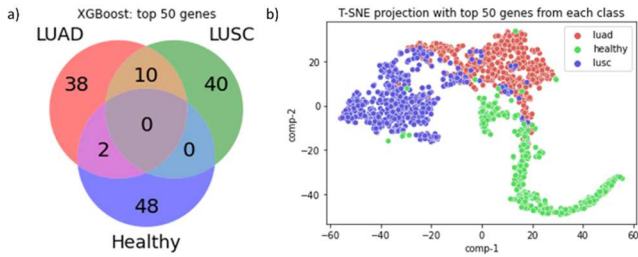 a)
XGBoost: top 50 genes
LUAD
LUSC
38
10
40
0
2
0
48
Healthy
b)
T-SNE projection with top 50 genes from each class
luad
healthy
lusc
comp-2
20
0
−20
−40
−60
−40
−20
0
20
40
60
comp-1